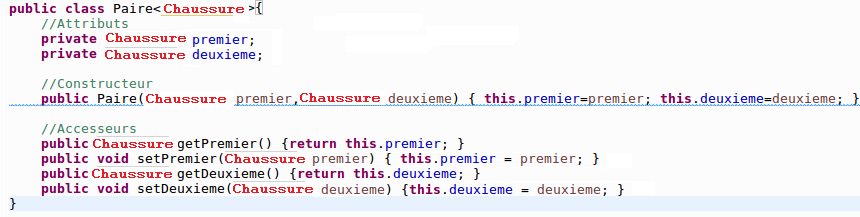 public class Paire<Chaussure>{
//Attributs
private Chaussure premier;
private Chaussure deuxieme;
//Constructeur
public Paire(Chaussure premier,Chaussure deuxieme) { this.premier=premier; this.deuxieme=deuxieme; }
//Accesseurs
public Chaussure getPremier() {return this.premier; }
public void setPremier(Chaussure premier) { this.premier = premier; }
public Chaussure getDeuxieme() {return this.deuxieme; }
public void setDeuxieme(Chaussure deuxieme) {this.deuxieme = deuxieme; }
}